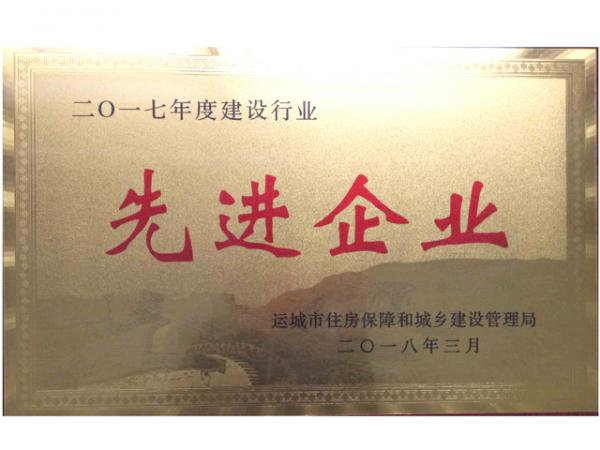 二〇一七年度建设行业
先进企业
运城市住房保障和城乡建设管理局
二〇一八年三月